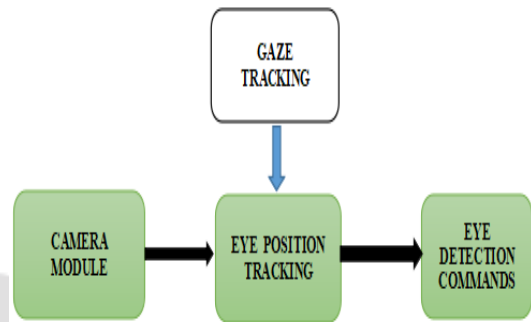 GAZE
TRACKING
CAMERA
MODULE
EYE POSITION
TRACKING
EYE
DETECTION
COMMANDS